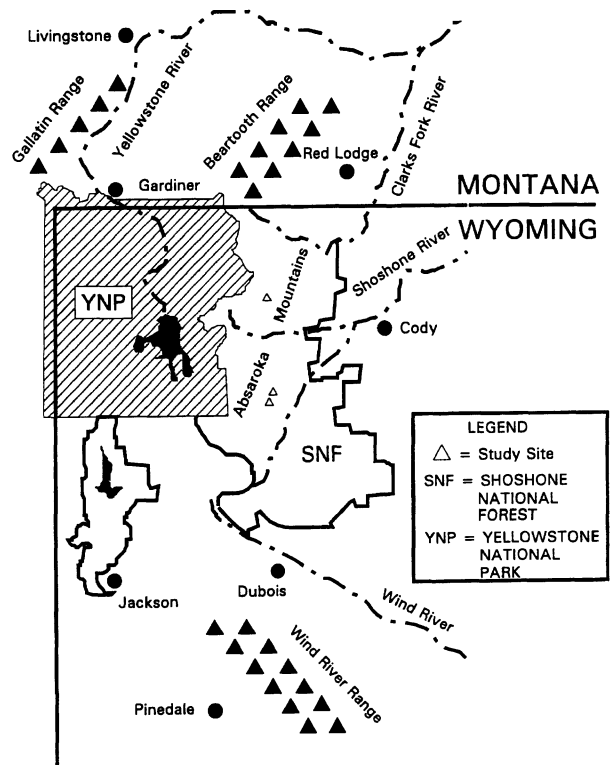 Livingstone
Gallatin Range
Yellowstone River
Beartooth Range
Red Lodge
Clarks Fork River
Gardiner
MONTANA
WYOMING
YNP
Mountains
Shoshone River
Cody
Absaroka
SNF
LEGEND
△ = Study Site
SNF = SHOSHONE
NATIONAL
FOREST
YNP = YELLOWSTONE
NATIONAL
PARK
Jackson
Dubois
Wind River
Wind River Range
Pinedale